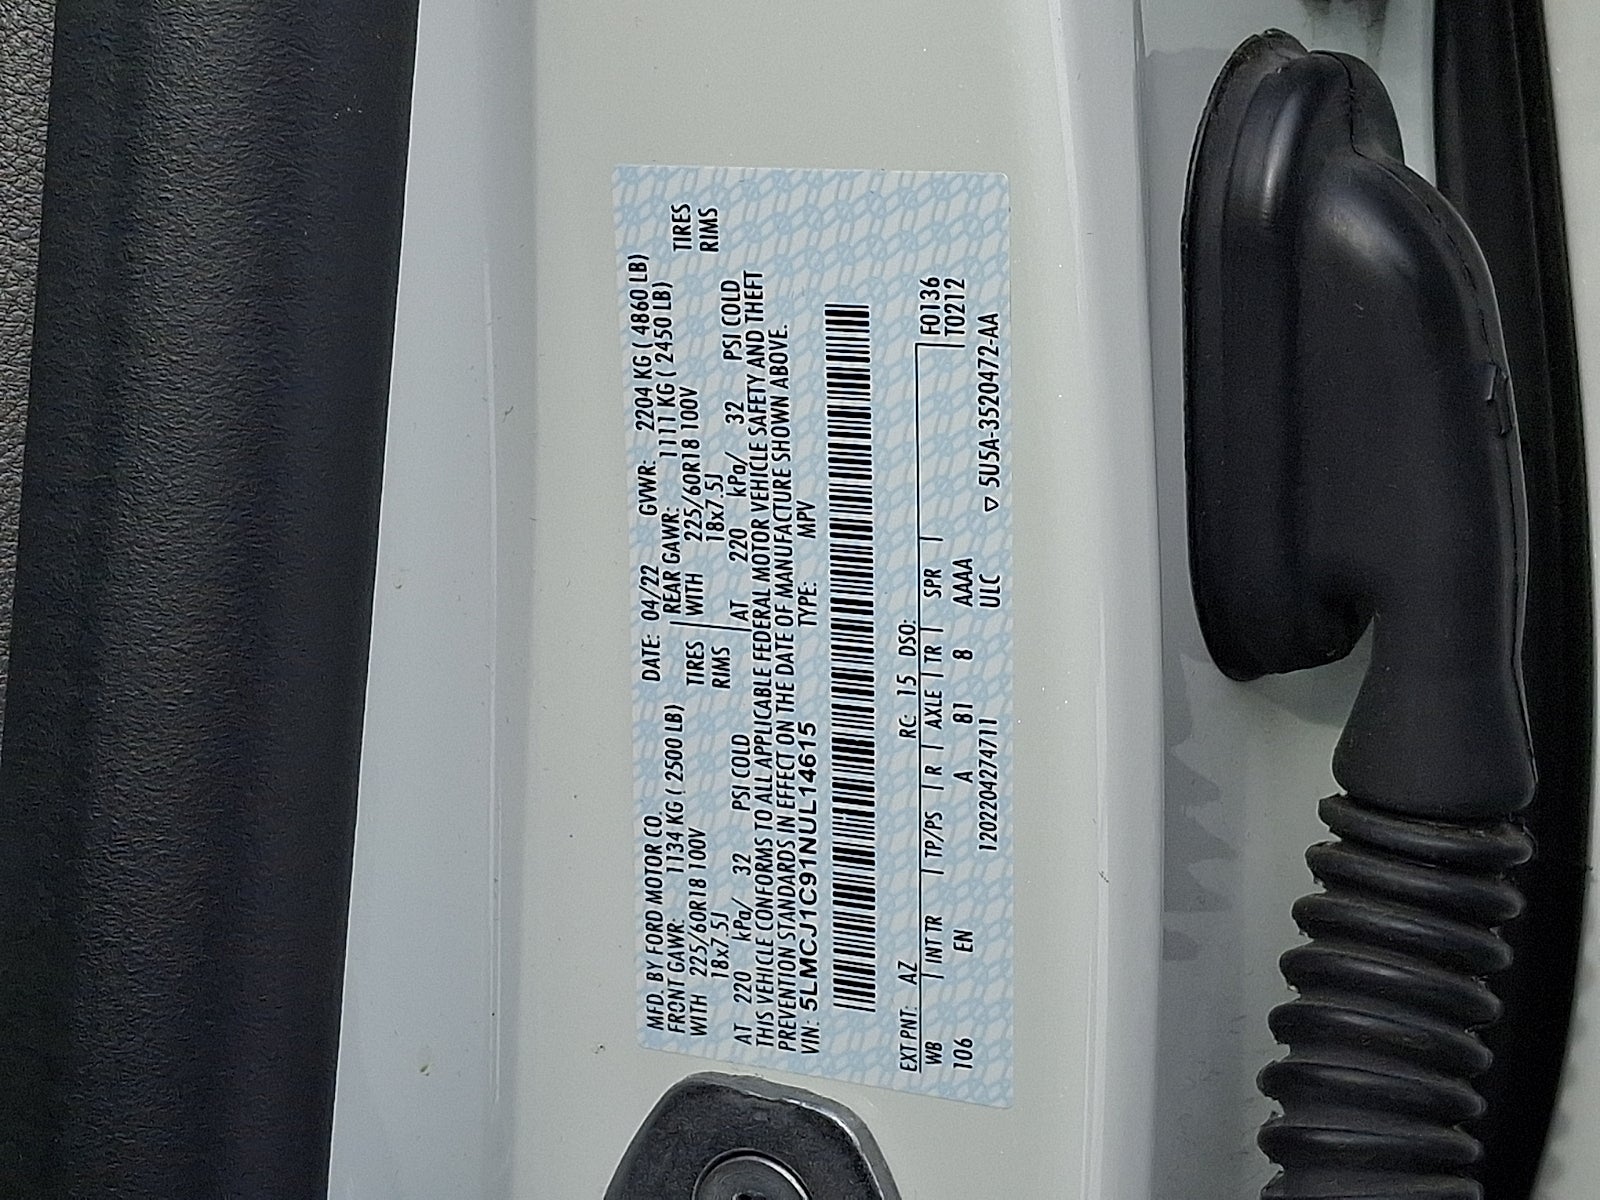 MFD. BY FORD MOTOR CO. DATE: 04/22 GVWR: 2204 KG ( 4860 LB)
FRONT GAWR: 1134 KG ( 2500 LB) REAR GAWR: 1111 KG ( 2450 LB)
WITH 225/60R18 100V TIRES WITH 225/60R18 100V TIRES
18x7.5J RIMS 18x7.5J RIMS
AT 220 kPa/ 32 PSI COLD AT 220 kPa/ 32 PSI COLD
THIS VEHICLE CONFORMS TO ALL APPLICABLE FEDERAL MOTOR VEHICLE SAFETY AND THEFT
PREVENTION STANDARDS IN EFFECT ON THE DATE OF MANUFACTURE SHOWN ABOVE.
VIN: 5LMCJ1C91NUL14615 TYPE: MPV
EXT PNT: AZ RC: 15 DSO: F0136
WB INT TR TP/PS R AXLE TR SPR T0212
106 EN A 81 8 AAAA
1202204274711 ULC ▽ 5U5A-3520472-AA